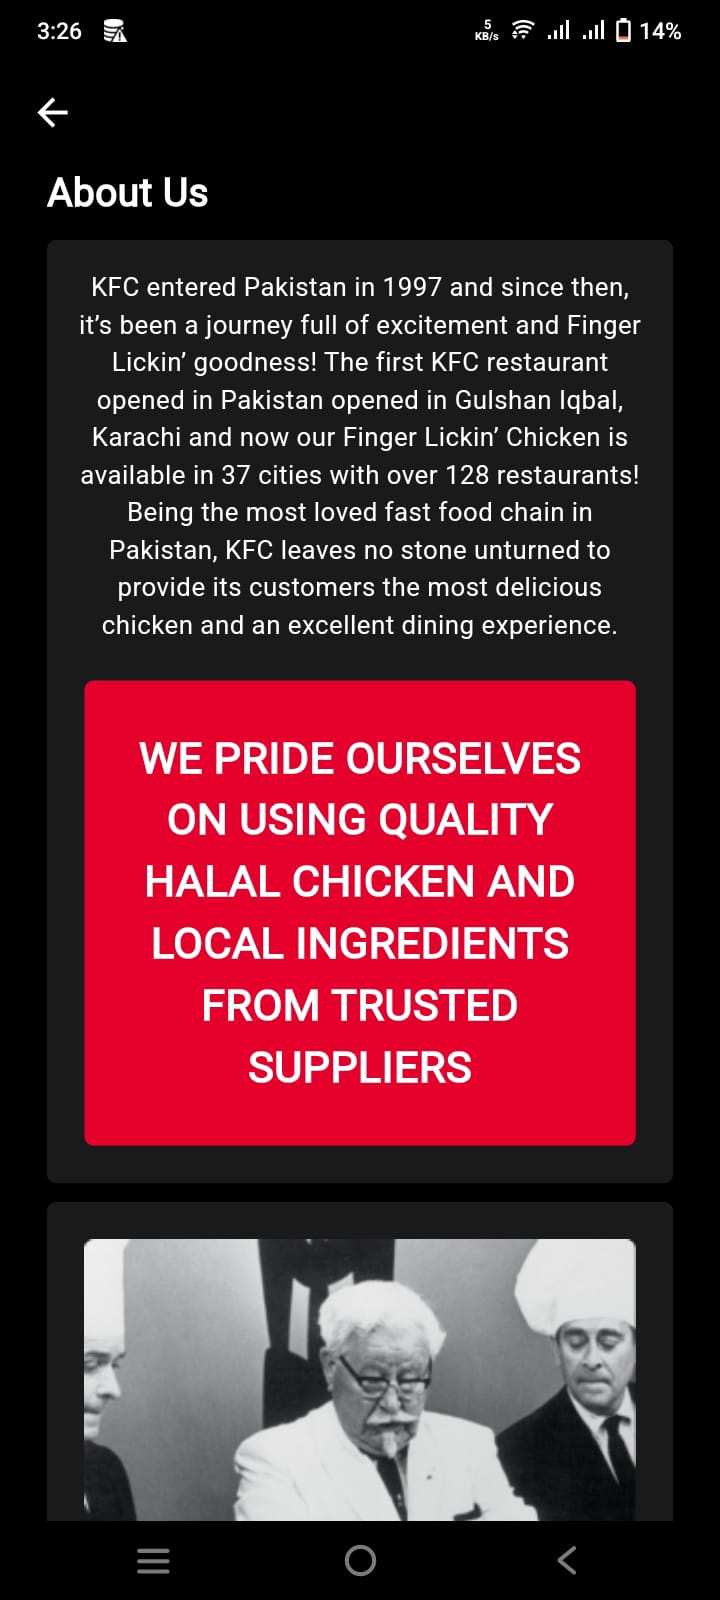 3:26
5
KB/s
14%
About Us
KFC entered Pakistan in 1997 and since then,
it’s been a journey full of excitement and Finger
Lickin’ goodness! The first KFC restaurant
opened in Pakistan opened in Gulshan Iqbal,
Karachi and now our Finger Lickin’ Chicken is
available in 37 cities with over 128 restaurants!
Being the most loved fast food chain in
Pakistan, KFC leaves no stone unturned to
provide its customers the most delicious
chicken and an excellent dining experience.
WE PRIDE OURSELVES
ON USING QUALITY
HALAL CHICKEN AND
LOCAL INGREDIENTS
FROM TRUSTED
SUPPLIERS